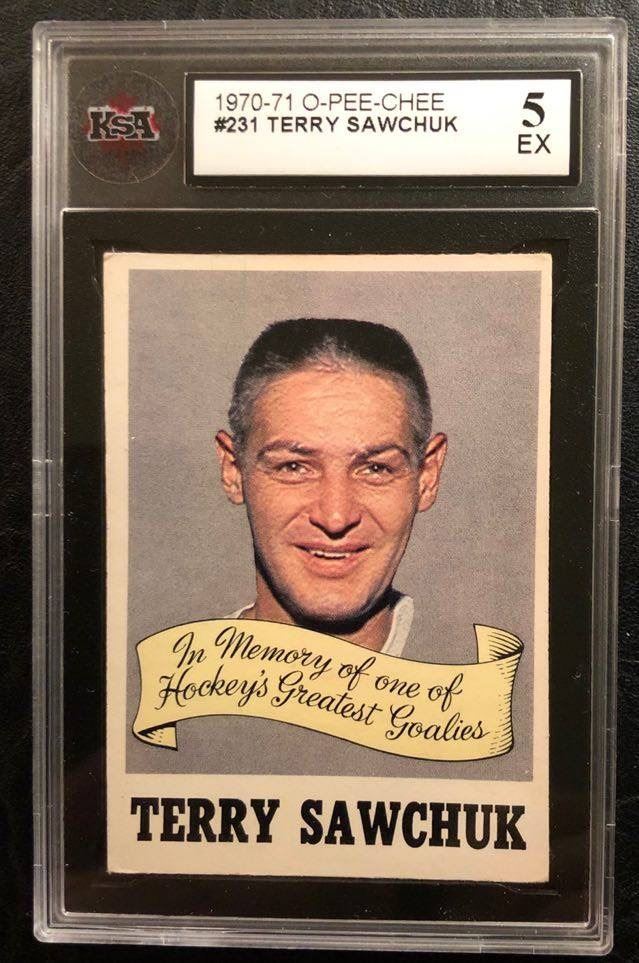 KSA
1970-71 O-PEE-CHEE
#231 TERRY SAWCHUK
5
EX
In Memory of one of
Hockey's Greatest Goalies
TERRY SAWCHUK